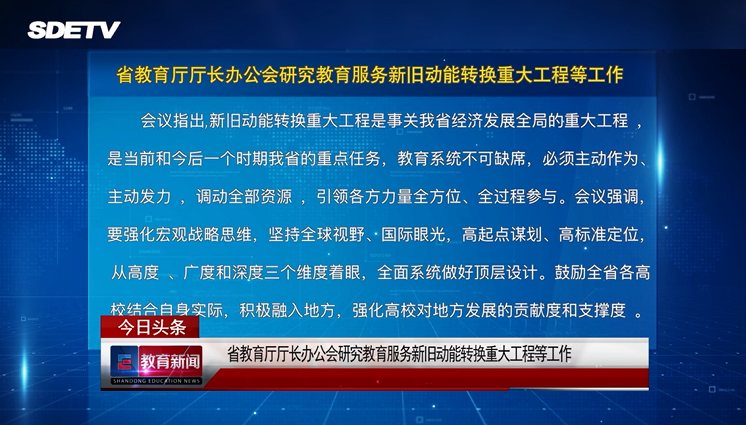 SDETV
省教育厅厅长办公会研究教育服务新旧动能转换重大工程等工作
会议指出,新旧动能转换重大工程是事关我省经济发展全局的重大工程 ，
是当前和今后一个时期我省的重点任务，教育系统不可缺席，必须主动作为、
主动发力 ，调动全部资源 ，引领各方力量全方位、全过程参与。会议强调，
要强化宏观战略思维，坚持全球视野、国际眼光，高起点谋划、高标准定位，
从高度 、广度和深度三个维度着眼，全面系统做好顶层设计。鼓励全省各高
校结合自身实际，积极融入地方，强化高校对地方发展的贡献度和支撑度 。
今日头条
教育新闻
SHANDONG EDUCATION NEWS
省教育厅厅长办公会研究教育服务新旧动能转换重大工程等工作